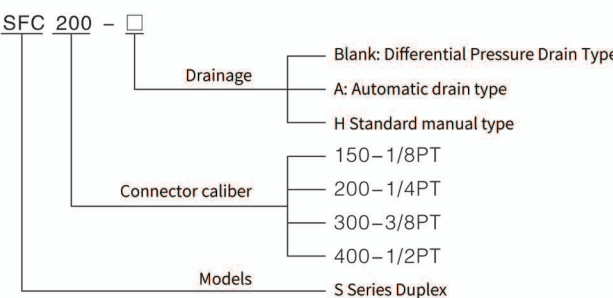 SFC 200 – □
Blank: Differential Pressure Drain Type
Drainage
A: Automatic drain type
H Standard manual type
150–1/8PT
Connector caliber
200–1/4PT
300–3/8PT
400–1/2PT
Models
S Series Duplex